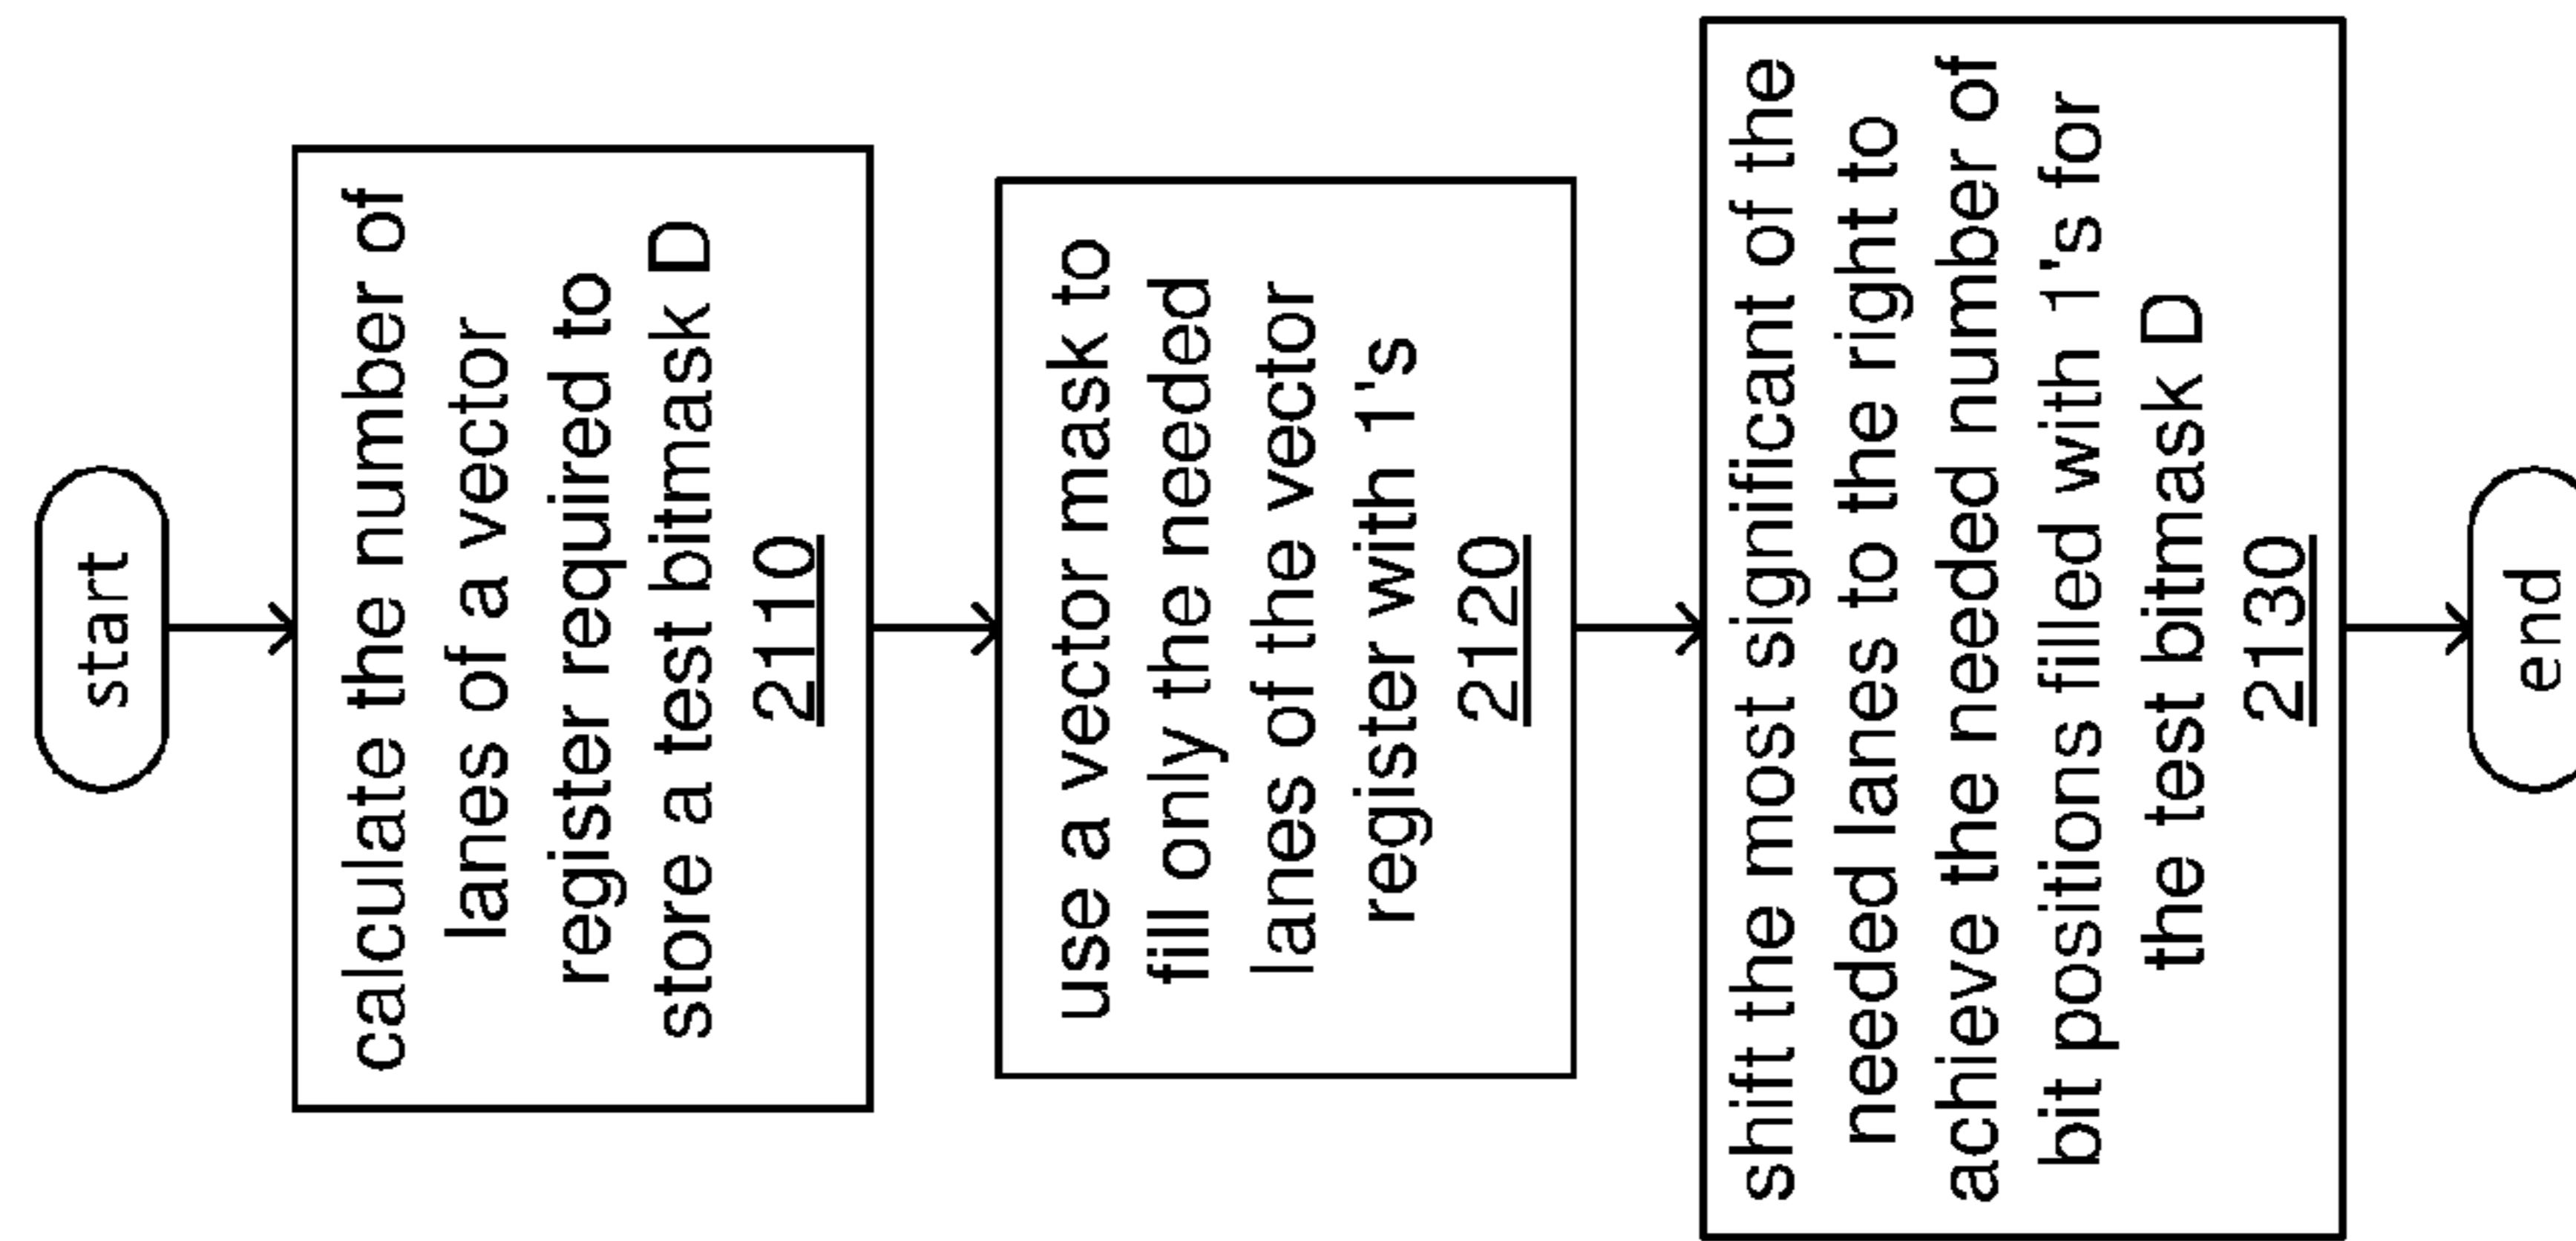 start
calculate the number of
lanes of a vector
register required to
store a test bitmask D
2110
use a vector mask to
fill only the needed
lanes of the vector
register with 1's
2120
shift the most significant of the
needed lanes to the right to
achieve the needed number of
bit positions filled with 1's for
the test bitmask D
2130
end